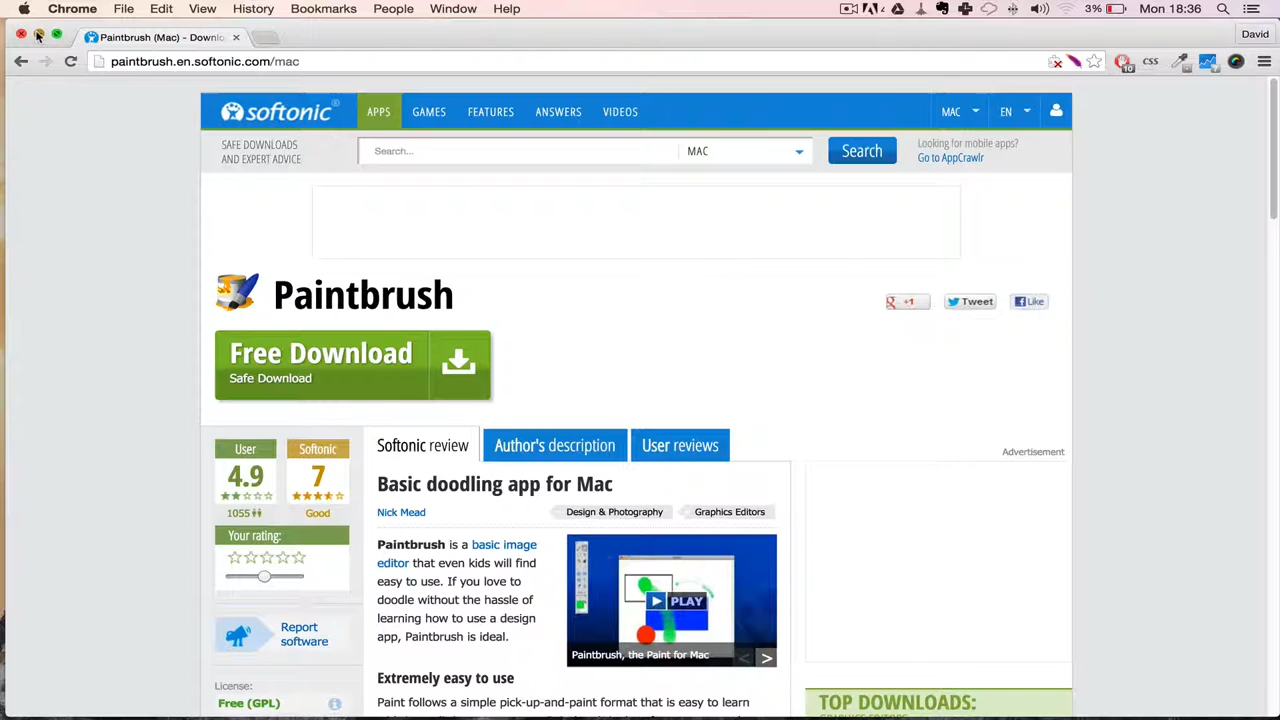 Chrome File Edit View History Bookmarks People Window Help 3% Mon 18:36
Paintbrush (Mac) - Downlo David
paintbrush.en.softonic.com/mac 10 CSS
softonic® APPS GAMES FEATURES ANSWERS VIDEOS MAC EN
SAFE DOWNLOADS
AND EXPERT ADVICE
Search... MAC Search
Looking for mobile apps?
Go to AppCrawlr
Paintbrush
g +1 Tweet Like
Free Download
Safe Download
User Softonic
4.9 7
1055 Good
Your rating:
Report
software
License:
Free (GPL)
Softonic review Author's description User reviews
Basic doodling app for Mac
Nick Mead Design & Photography Graphics Editors
Paintbrush is a basic image
editor that even kids will find
easy to use. If you love to
doodle without the hassle of
learning how to use a design
app, Paintbrush is ideal.
PLAY
Paintbrush, the Paint for Mac < >
Extremely easy to use
Paint follows a simple pick-up-and-paint format that is easy to learn
Advertisement
TOP DOWNLOADS: